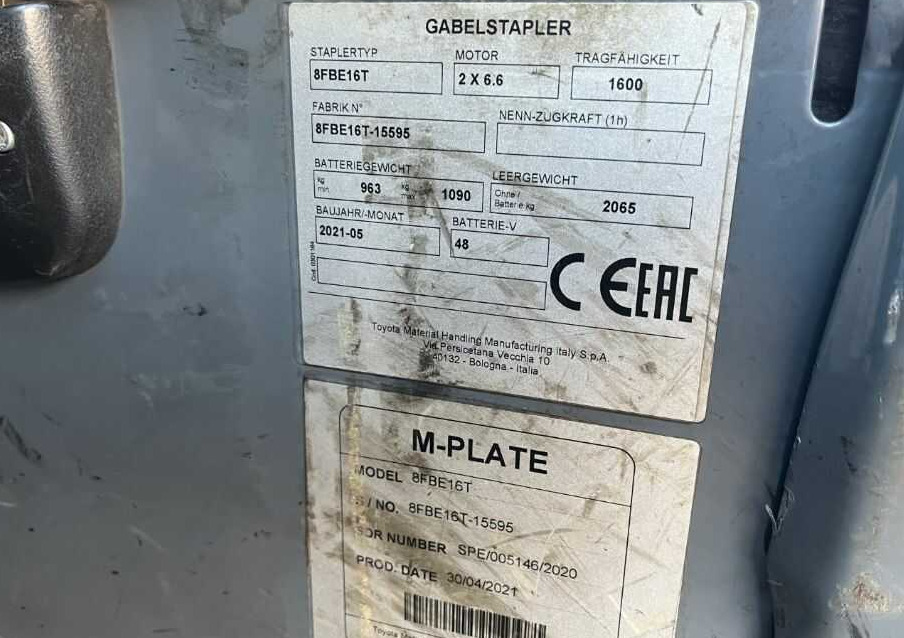 GABELSTAPLER
STAPLERTYP MOTOR TRAGFÄHIGKEIT
8FBE16T 2 X 6.6 1600
FABRIK N° NENN-ZUGKRAFT (1h)
8FBE16T-15595
BATTERIEGEWICHT LEERGEWICHT
kg min. 963 kg max 1090 Ohne / Batterie kg 2065
BAUJAHR/-MONAT BATTERIE-V
2021-05 48
CE EAC
Toyota Material Handling Manufacturing Italy S.p.A.
Via Persicetana Vecchia 10
40132 - Bologna - Italia
M-PLATE
MODEL 8FBE16T
S / NO. 8FBE16T-15595
NUMBER SPE/005146/2020
PROD. DATE 30/04/2021
Toyota